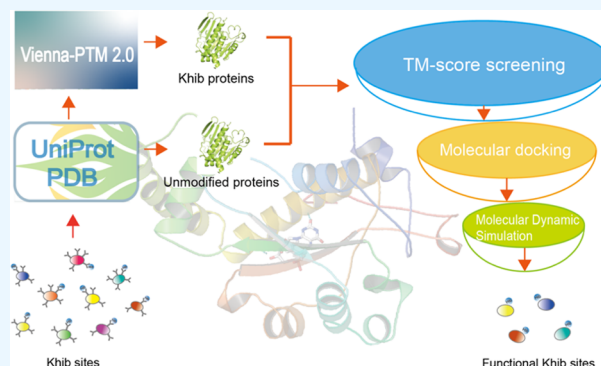 Vienna-PTM 2.0
Khib proteins
UniProt
PDB
Unmodified proteins
Khib sites
TM-score screening
Molecular docking
Molecular Dynamic
Simulation
Functional Khib sites